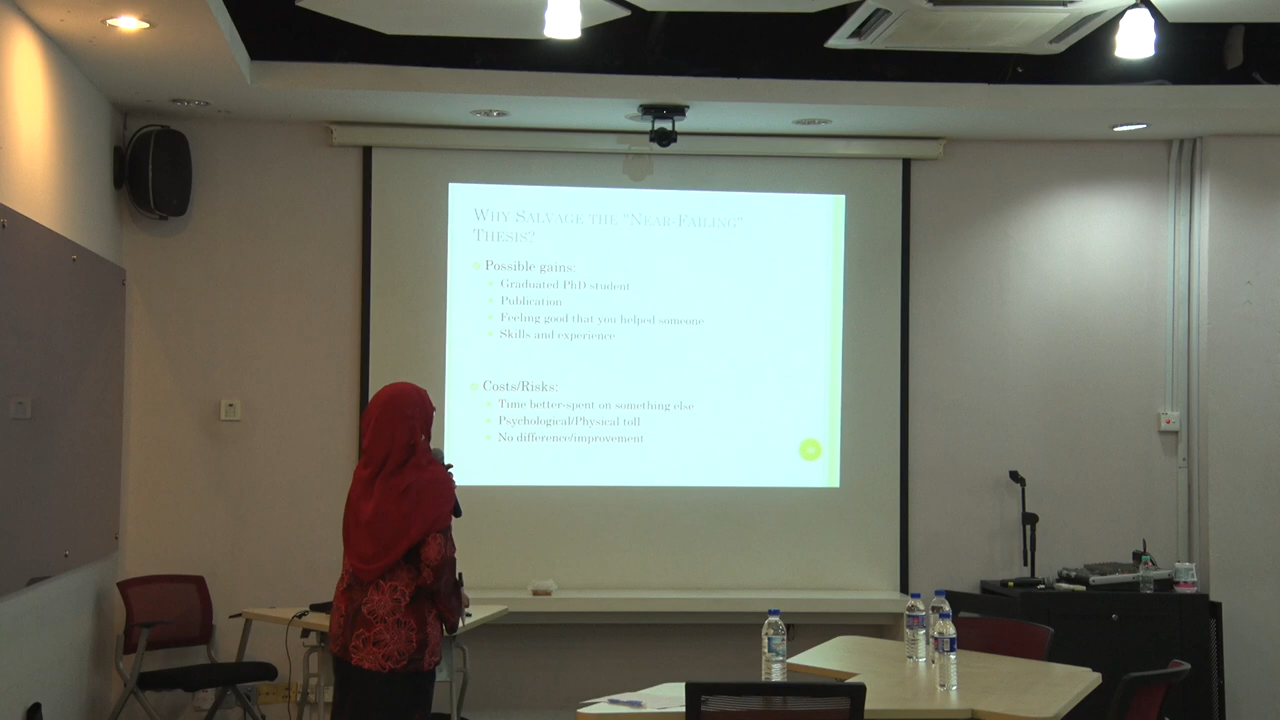 WHY SALVAGE THE "NEAR-FAILING"
THESIS?
Possible gains:
Graduated PhD student
Publication
Feeling good that you helped someone
Skills and experience
Costs/Risks:
Time better-spent on something else
Psychological/Physical toll
No difference/improvement